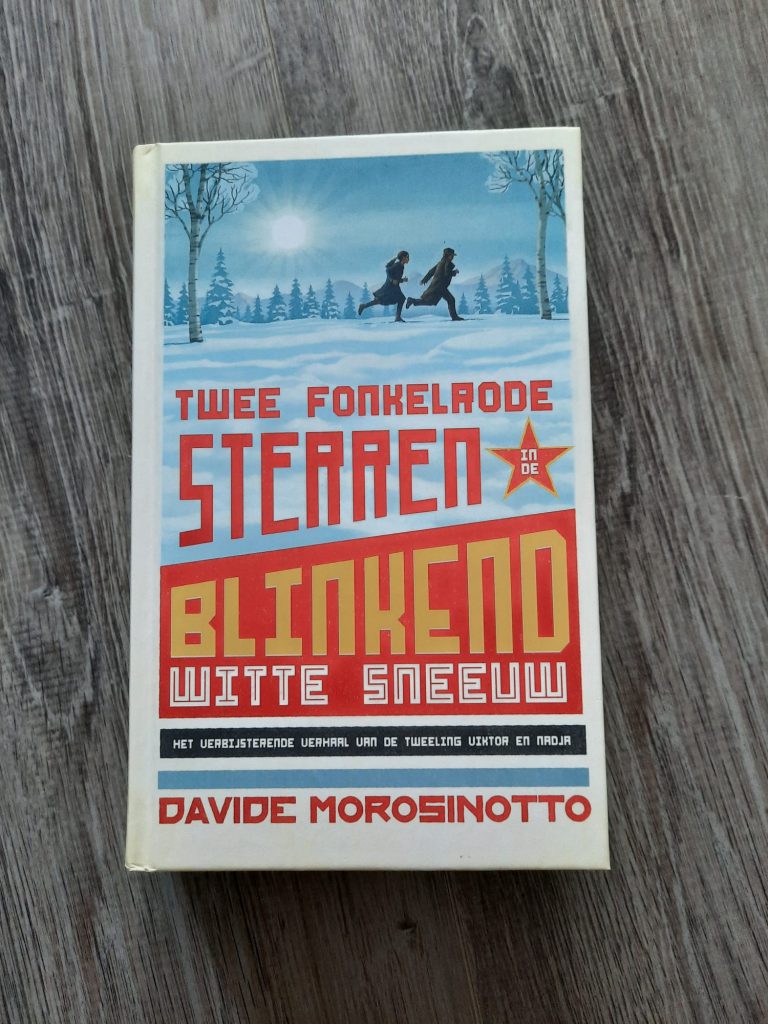 TWEE FONKELRODE
STERREN
IN
DE
BLINKEND
WITTE SNEEUW
HET VERBIJSTERENDE VERHAAL VAN DE TWEELING VIKTOR EN NADJA
DAVIDE MOROSINOTTO